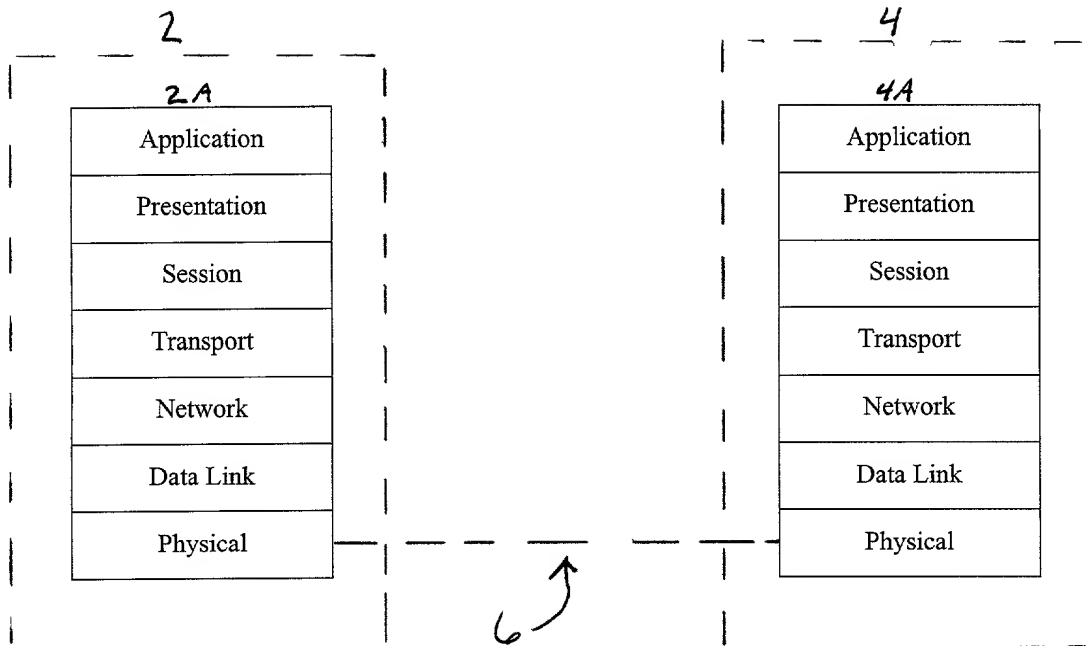 2
4
2A
4A
Application
Presentation
Session
Transport
Network
Data Link
Physical
Application
Presentation
Session
Transport
Network
Data Link
Physical
6